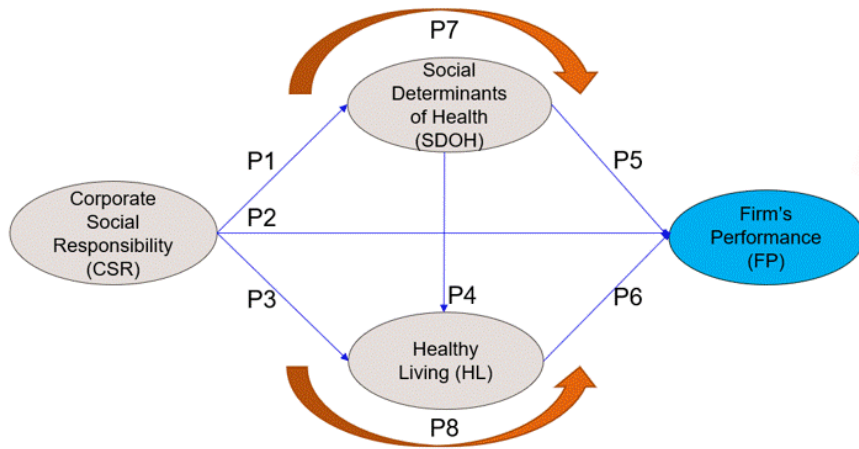 P7
Social
Determinants
of Health
(SDOH)
P1
P5
Corporate
Social
Responsibility
(CSR)
P2
Firm's
Performance
(FP)
P3
P4
P6
Healthy
Living (HL)
P8